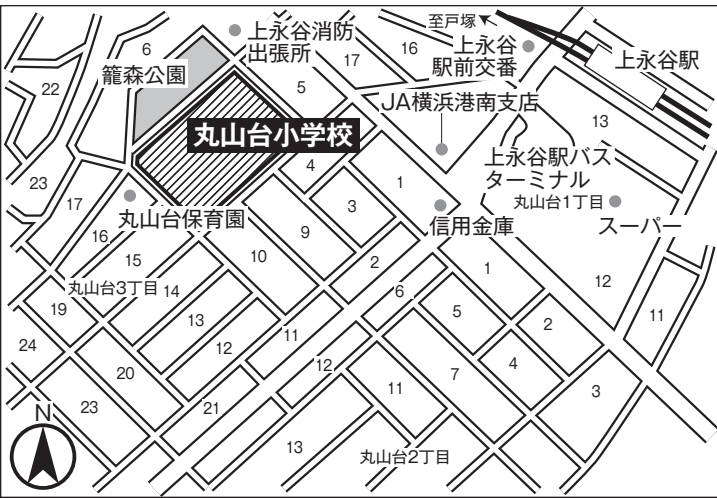 至戸塚
上永谷消防
出張所
6
16
上永谷
駅前交番
上永谷駅
籠森公園
17
22
5
JA横浜港南支店
丸山台小学校
13
4
1
上永谷駅バス
ターミナル
23
17
丸山台保育園
3
信用金庫
丸山台1丁目
スーパー
16
9
15
10
2
1
12
丸山台3丁目
14
6
19
13
11
5
2
11
24
12
12
4
20
7
23
21
11
3
N
13
丸山台2丁目